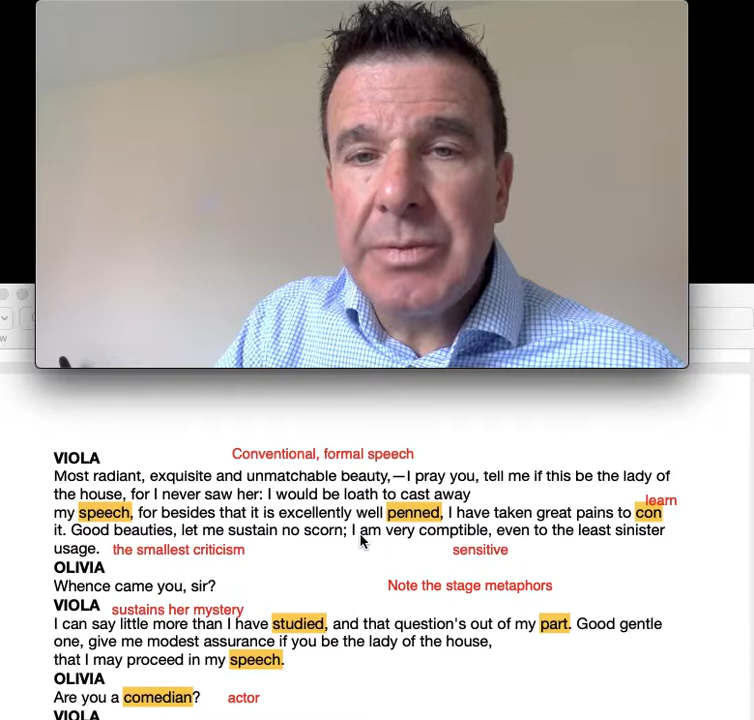 w
VIOLA
Conventional, formal speech
Most radiant, exquisite and unmatchable beauty,—I pray you, tell me if this be the lady of
the house, for I never saw her: I would be loath to cast away
learn
my speech, for besides that it is excellently well penned, I have taken great pains to con
it. Good beauties, let me sustain no scorn; I am very comptible, even to the least sinister
usage. the smallest criticism sensitive
OLIVIA
Whence came you, sir? Note the stage metaphors
VIOLA sustains her mystery
I can say little more than I have studied, and that question's out of my part. Good gentle
one, give me modest assurance if you be the lady of the house,
that I may proceed in my speech.
OLIVIA
Are you a comedian? actor
VIOLA